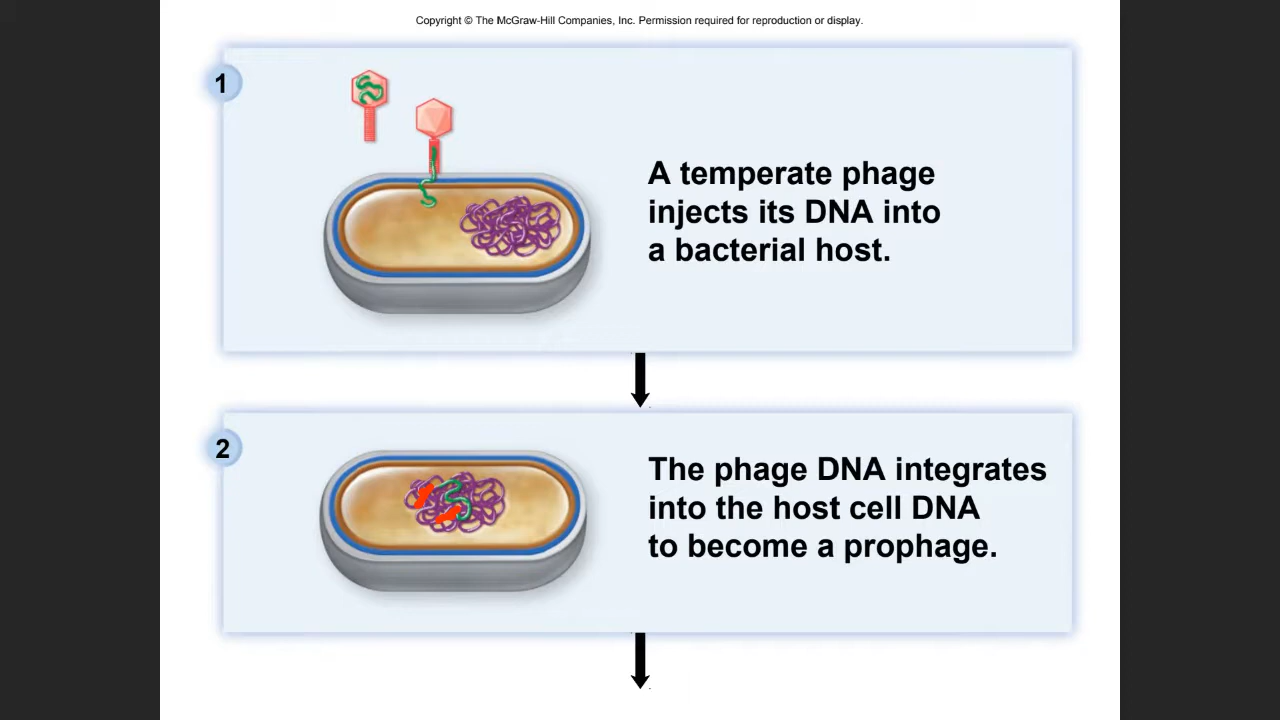 Copyright © The McGraw-Hill Companies, Inc. Permission required for reproduction or display.
1
A temperate phage
injects its DNA into
a bacterial host.
2
The phage DNA integrates
into the host cell DNA
to become a prophage.